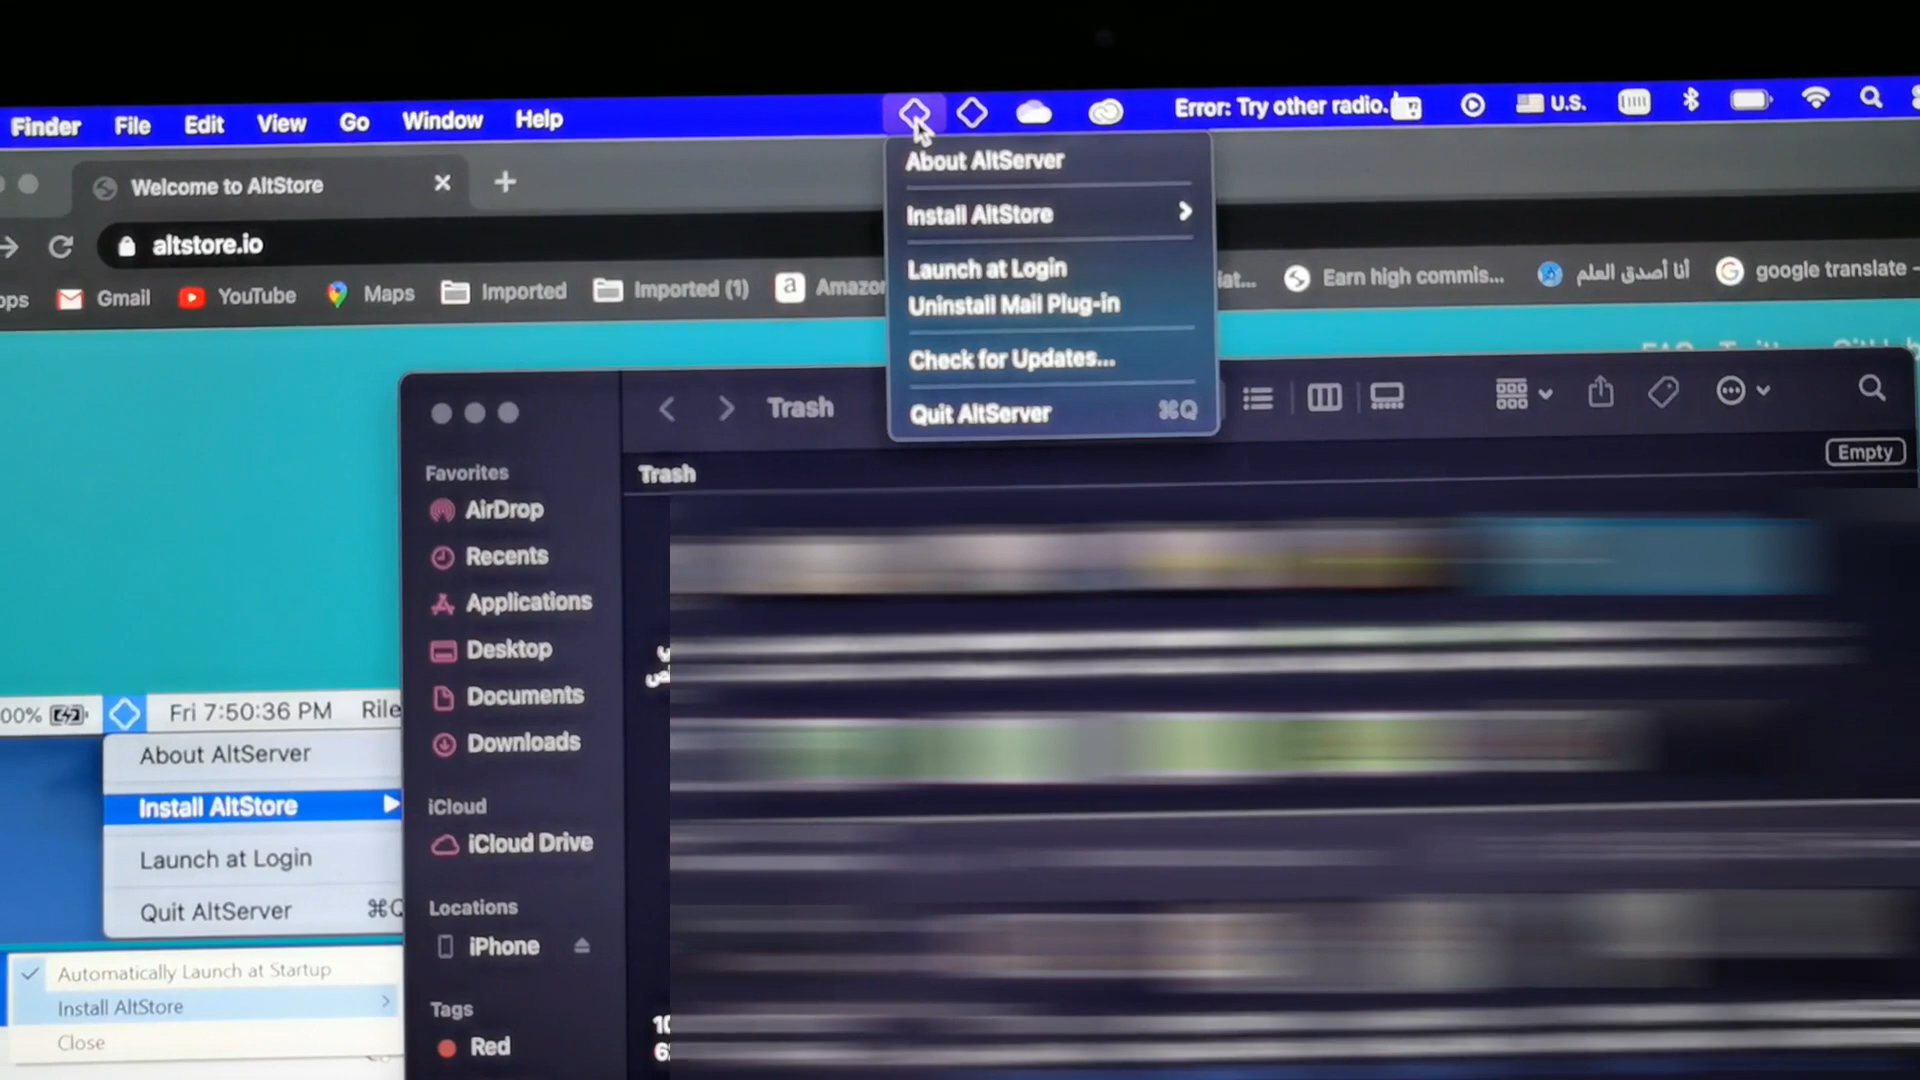 Finder File Edit View Go Window Help Error: Try other radio. U.S.
Welcome to AltStore
altstore.io
Gmail YouTube Maps Imported Imported (1) Earn high commis... أنا أصدق العلم google translate -
About AltServer
Install AltStore
Launch at Login
Uninstall Mail Plug-in
Check for Updates...
Quit AltServer ⌘Q
Trash
Trash
Empty
Favorites
AirDrop
Recents
Applications
Desktop
Documents
Downloads
iCloud
iCloud Drive
Locations
iPhone
Tags
Red
00% Fri 7:50:36 PM Rile
About AltServer
Install AltStore
Launch at Login
Quit AltServer ⌘Q
Automatically Launch at Startup
Install AltStore
Close